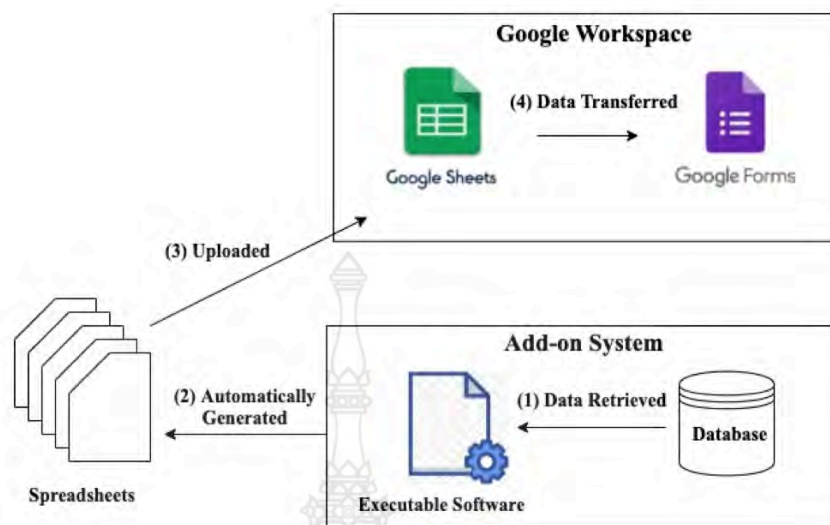 Google Workspace
(4) Data Transferred
Google Sheets
Google Forms
(3) Uploaded
Add-on System
(2) Automatically
Generated
(1) Data Retrieved
Database
Spreadsheets
Executable Software